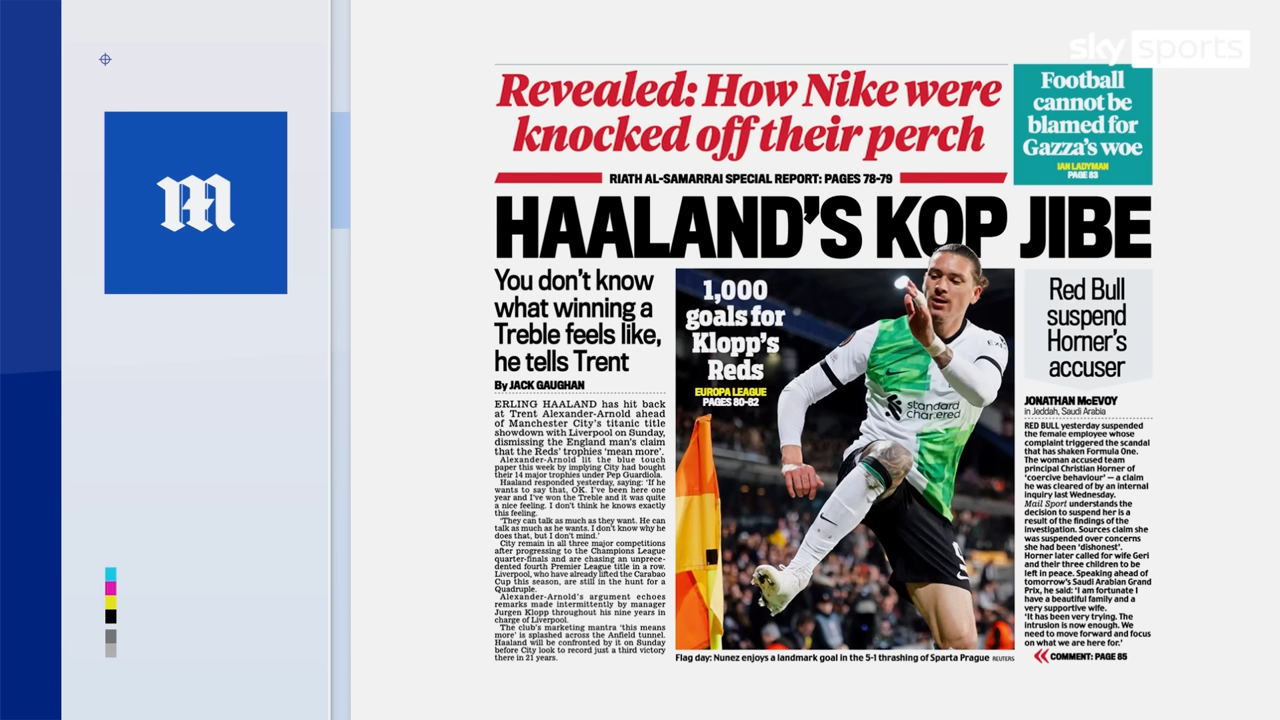 sky sports
Revealed: How Nike were
knocked off their perch
RIATH AL-SAMARRAI SPECIAL REPORT: PAGES 78-79
Football
cannot be
blamed for
Gazza's woe
IAN LADYMAN
PAGE 83
HAALAND'S KOP JIBE
You don't know
what winning a
Treble feels like,
he tells Trent
By JACK GAUGHAN
ERLING HAALAND has hit back
at Trent Alexander-Arnold ahead
of Manchester City's titanic title
showdown with Liverpool on Sunday,
dismissing the England man's claim
that the Reds' trophies 'mean more'.
Alexander-Arnold lit the blue touch
paper this week by implying City had bought
their 14 major trophies under Pep Guardiola.
Haaland responded yesterday, saying: 'If he
wants to say that, OK. I've been here one
year and I've won the Treble and it was quite
a nice feeling. I don't think he knows exactly
this feeling.
'They can talk as much as they want. He can
talk as much as he wants. I don't know why he
does that, but I don't mind.'
City remain in all three major competitions
after progressing to the Champions League
quarter-finals and are chasing an unprece-
dented fourth Premier League title in a row.
Liverpool, who have already lifted the Carabao
Cup this season, are still in the hunt for a
Quadruple.
Alexander-Arnold's argument echoes
remarks made intermittently by manager
Jurgen Klopp throughout his nine years in
charge of Liverpool.
The club's marketing mantra 'this means
more' is splashed across the Anfield tunnel.
Haaland will be confronted by it on Sunday
before City look to record just a third victory
there in 21 years.
1,000
goals for
Klopp's
Reds
EUROPA LEAGUE
PAGES 80-82
standard
chartered
Flag day: Nunez enjoys a landmark goal in the 5-1 thrashing of Sparta Prague REUTERS
Red Bull
suspend
Horner's
accuser
JONATHAN McEVOY
in Jeddah, Saudi Arabia
RED BULL yesterday suspended
the female employee whose
complaint triggered the scandal
that has shaken Formula One.
The woman accused team
principal Christian Horner of
'coercive behaviour' — a claim
he was cleared of by an internal
inquiry last Wednesday.
Mail Sport understands the
decision to suspend her is a
result of the findings of the
investigation. Sources claim she
was suspended over concerns
she had been 'dishonest'.
Horner later called for wife Geri
and their three children to be
left in peace. Speaking ahead of
tomorrow's Saudi Arabian Grand
Prix, he said: 'I am fortunate I
have a beautiful family and a
very supportive wife.
'It has been very trying. The
intrusion is now enough. We
need to move forward and focus
on what we are here for.'
COMMENT: PAGE 85